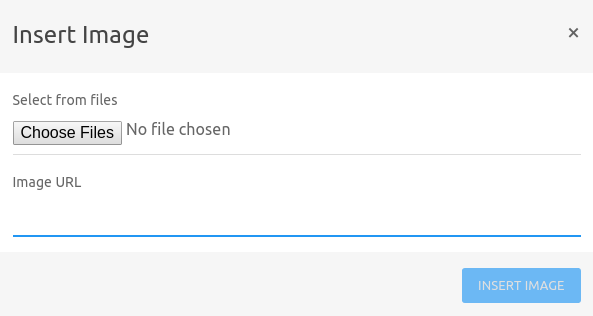 Insert Image
×
Select from files
Choose Files No file chosen
Image URL
INSERT IMAGE